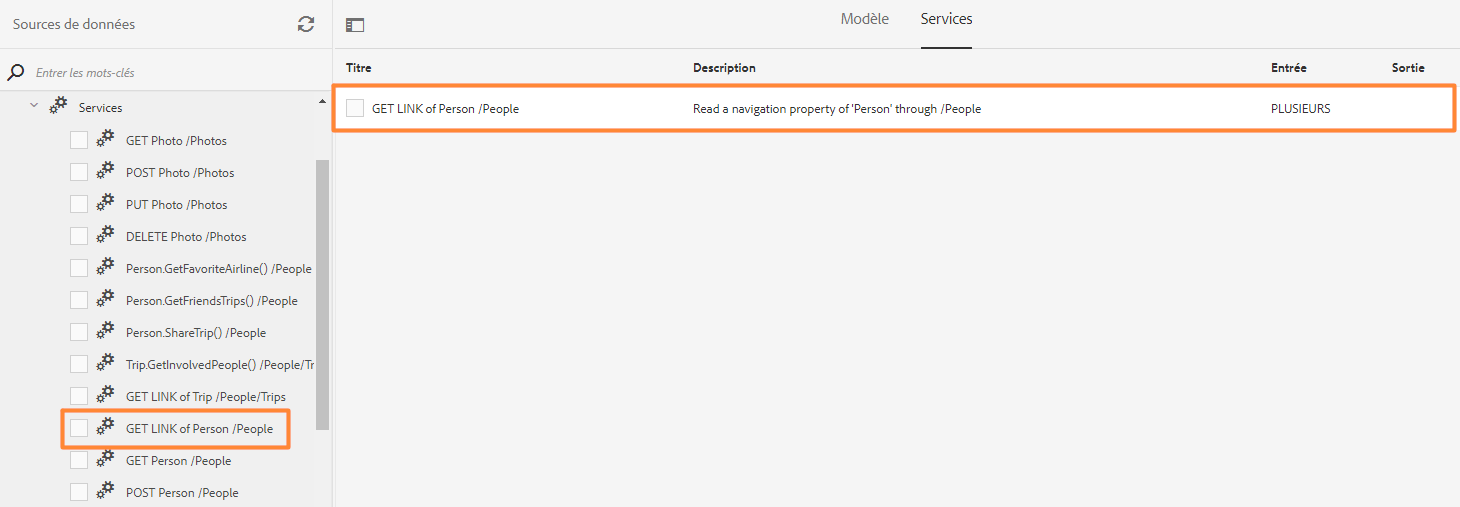 Sources de données
Modèle Services
Entrer les mots-clés
Titre Description Entrée Sortie
Services
GET LINK of Person /People Read a navigation property of 'Person' through /People PLUSIEURS
GET Photo /Photos
POST Photo /Photos
PUT Photo /Photos
DELETE Photo /Photos
Person.GetFavoriteAirline() /People
Person.GetFriendsTrips() /People
Person.ShareTrip() /People
Trip.GetInvolvedPeople() /People/Tr
GET LINK of Trip /People/Trips
GET LINK of Person /People
GET Person /People
POST Person /People